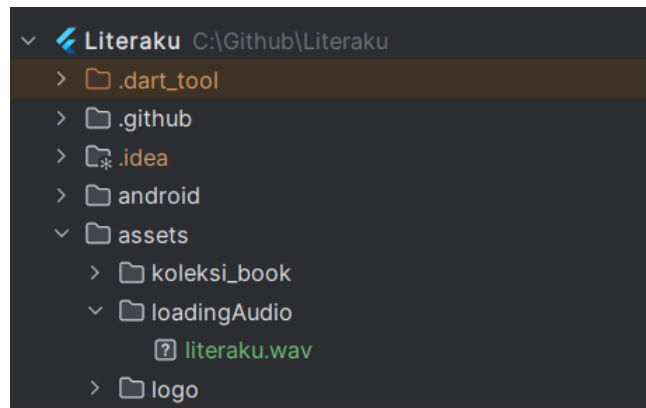 Literaku C:\Github\Literaku
.dart_tool
.github
.idea
android
assets
koleksi_book
loadingAudio
literaku.wav
logo